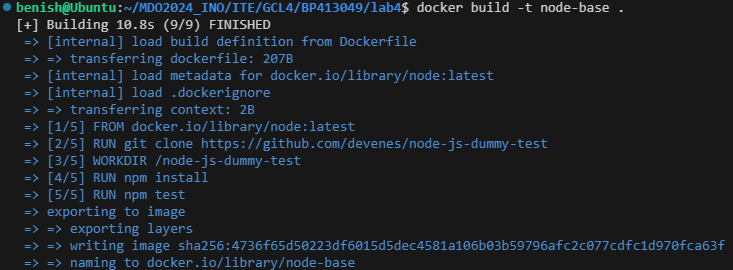 benish@Ubuntu:~/MDO2024_INO/ITE/GCL4/BP413049/lab4$ docker build -t node-base .
[+] Building 10.8s (9/9) FINISHED
=> [internal] load build definition from Dockerfile
=> => transferring dockerfile: 207B
=> [internal] load metadata for docker.io/library/node:latest
=> [internal] load .dockerignore
=> => transferring context: 2B
=> [1/5] FROM docker.io/library/node:latest
=> [2/5] RUN git clone https://github.com/devenes/node-js-dummy-test
=> [3/5] WORKDIR /node-js-dummy-test
=> [4/5] RUN npm install
=> [5/5] RUN npm test
=> exporting to image
=> => exporting layers
=> => writing image sha256:4736f65d50223df6015d5dec4581a106b03b59796afc2c077cdfc1d970fca63f
=> => naming to docker.io/library/node-base